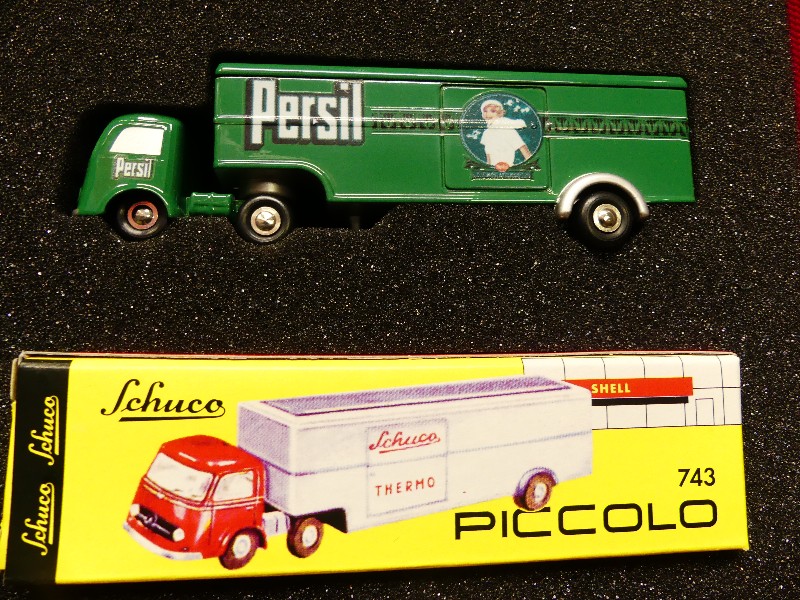 Persil
Persil
Schuco
SHELL
Schuco
THERMO
743
PICCOLO
Schuco
Schuco